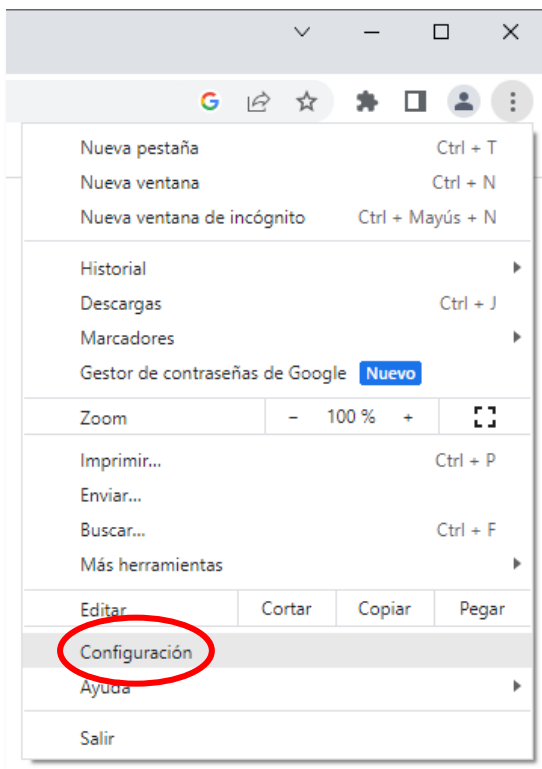 Nueva pestaña Ctrl + T
Nueva ventana Ctrl + N
Nueva ventana de incógnito Ctrl + Mayús + N
Historial
Descargas Ctrl + J
Marcadores
Gestor de contraseñas de Google Nuevo
Zoom - 100 % +
Imprimir... Ctrl + P
Enviar...
Buscar... Ctrl + F
Más herramientas
Editar Cortar Copiar Pegar
Configuración
Ayuda
Salir